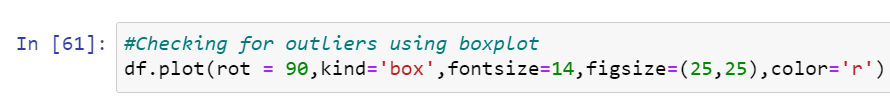 In [61]: #Checking for outliers using boxplot
df.plot(rot = 90,kind='box',fontsize=14,figsize=(25,25),color='r')